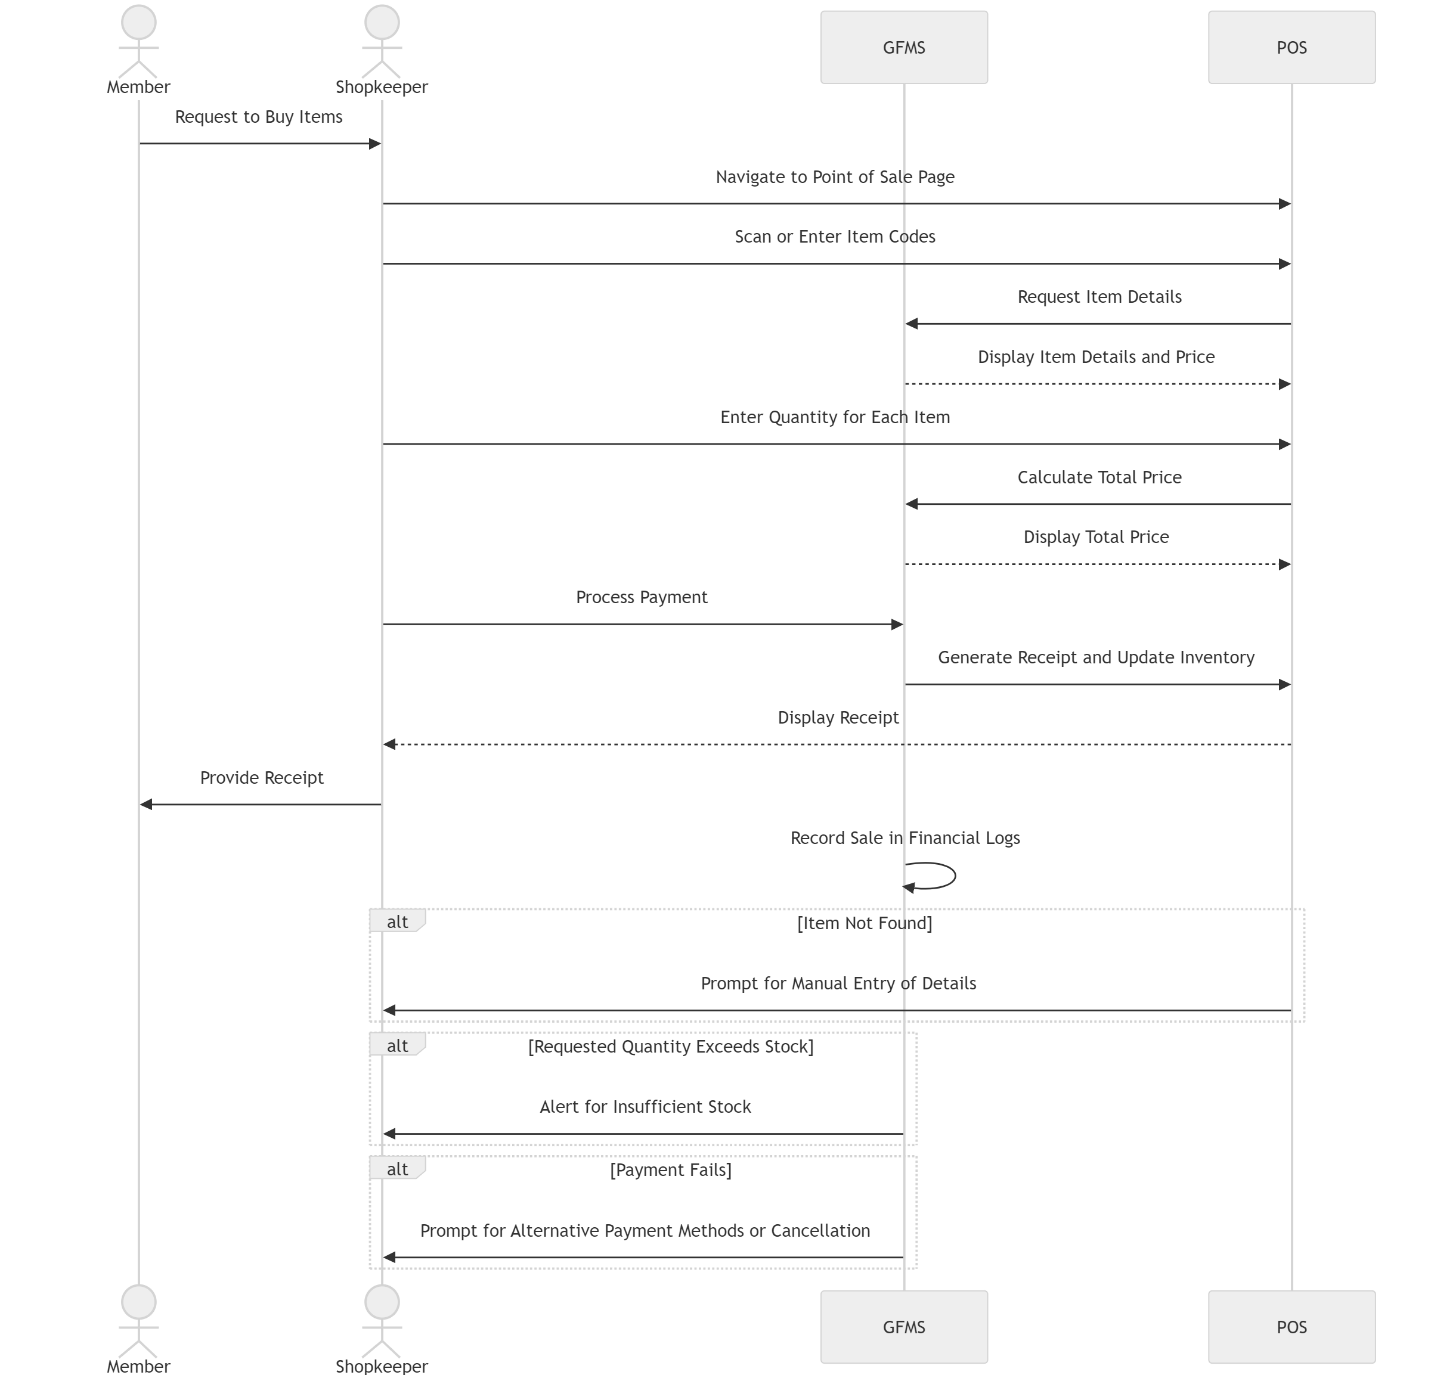 Member
Shopkeeper
GFMS
POS
Request to Buy Items
Navigate to Point of Sale Page
Scan or Enter Item Codes
Request Item Details
Display Item Details and Price
Enter Quantity for Each Item
Calculate Total Price
Display Total Price
Process Payment
Generate Receipt and Update Inventory
Display Receipt
Provide Receipt
Record Sale in Financial Logs
alt
[Item Not Found]
Prompt for Manual Entry of Details
alt
[Requested Quantity Exceeds Stock]
Alert for Insufficient Stock
alt
[Payment Fails]
Prompt for Alternative Payment Methods or Cancellation
Member
Shopkeeper
GFMS
POS